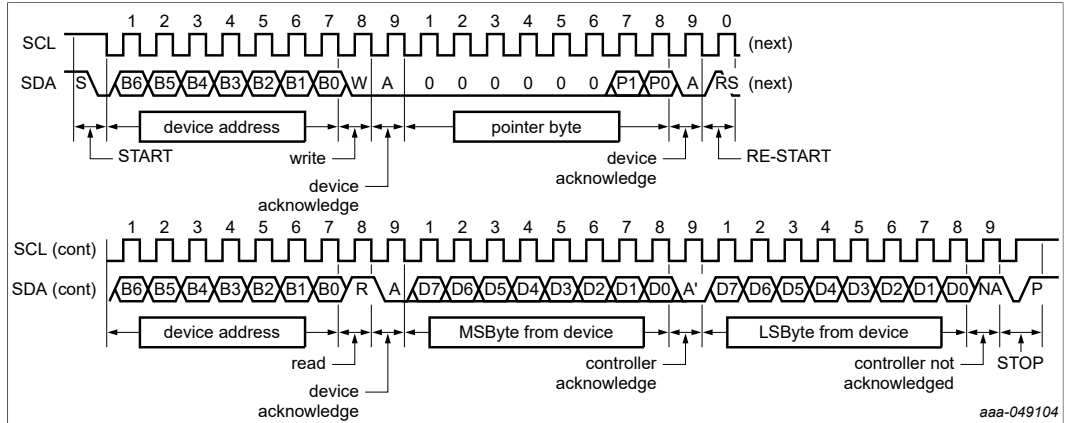 1 2 3 4 5 6 7 8 9 1 2 3 4 5 6 7 8 9 0
SCL (next)
SDA S B6 B5 B4 B3 B2 B1 B0 W A 0 0 0 0 0 0 P1 P0 A RS (next)
device address pointer byte
START write device RE-START
acknowledge
device
acknowledge
1 2 3 4 5 6 7 8 9 1 2 3 4 5 6 7 8 9 1 2 3 4 5 6 7 8 9
SCL (cont)
SDA (cont) B6 B5 B4 B3 B2 B1 B0 R A D7 D6 D5 D4 D3 D2 D1 D0 A' D7 D6 D5 D4 D3 D2 D1 D0 NA P
device address MSByte from device LSByte from device
read controller controller not STOP
acknowledge acknowledged
device
acknowledge
aaa-049104